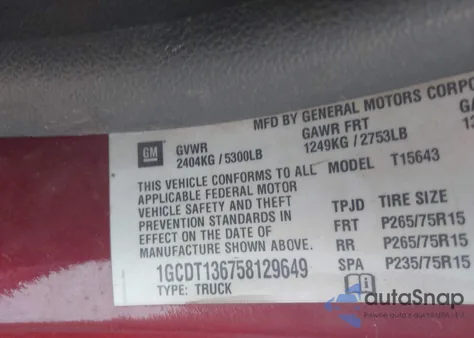 MFD BY GENERAL MOTORS CORPO
GM GVWR GAWR FRT GA
2404KG / 5300LB 1249KG / 2753LB
THIS VEHICLE CONFORMS TO ALL MODEL T15643
APPLICABLE FEDERAL MOTOR
VEHICLE SAFETY AND THEFT TPJD TIRE SIZE
PREVENTION STANDARDS IN FRT P265/75R15
EFFECT ON THE DATE OF RR P265/75R15
MANUFACTURE SHOWN ABOVE. SPA P235/75R15
1GCDT136758129649
TYPE: TRUCK
autoSnap